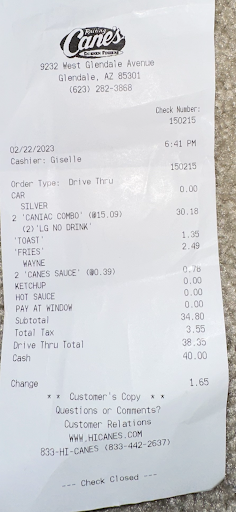 Raising
Cane's
CHICKEN FINGERS
9232 West Glendale Avenue
Glendale, AZ 85301
(623) 282-3868
Check Number:
150215
02/22/2023 6:41 PM
Cashier: Giselle
150215
Order Type: Drive Thru
CAR 0.00
SILVER
2 'CANIAC COMBO' (@15.09) 30.18
(2)'LG NO DRINK'
'TOAST' 1.35
'FRIES' 2.49
WAYNE
2 'CANES SAUCE' (@0.39) 0.78
KETCHUP 0.00
HOT SAUCE 0.00
PAY AT WINDOW 0.00
Subtotal 34.80
Total Tax 3.55
Drive Thru Total 38.35
Cash 40.00
Change 1.65
* * Customer's Copy * *
Questions or Comments?
Customer Relations
WWW.HICANES.COM
833-HI-CANES (833-442-2637)
--- Check Closed ---